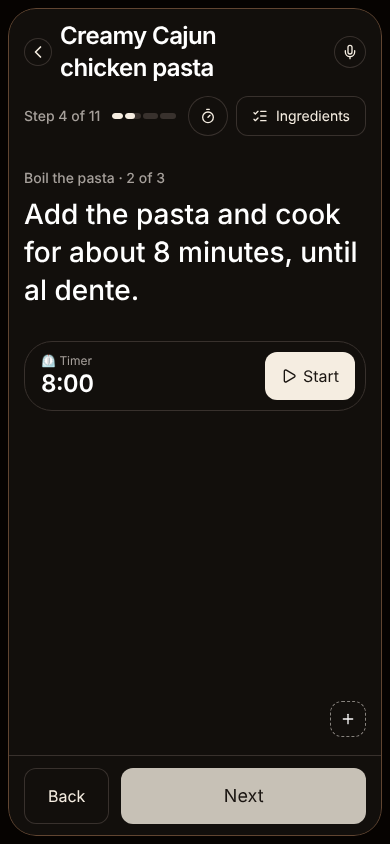 Creamy Cajun
chicken pasta
Step 4 of 11
Ingredients
Boil the pasta · 2 of 3
Add the pasta and cook
for about 8 minutes, until
al dente.
Timer
8:00
Start
Back
Next